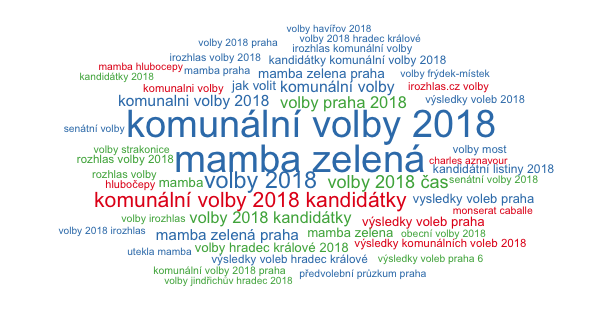 volby havířov 2018
volby 2018 praha
volby 2018 hradec králové
irozhlas komunální volby
irozhlas volby 2018
kandidátky komunální volby 2018
mamba hlubocepy
mamba praha
mamba zelena praha
volby frýdek-místek
kandidátky 2018
komunalni volby
jak volit
komunální volby
irozhlas.cz volby
komunalni volby 2018
volby praha 2018
výsledky voleb 2018
senátní volby
komunální volby 2018
volby strakonice
volby most
rozhlas volby 2018
mamba zelená
charles aznavour
kandidátní listiny 2018
rozhlas volby
hlubočepy
mamba
volby 2018
volby 2018 čas
senátní volby 2018
komunální volby 2018 kandidátky
vysledky voleb praha
monserat caballe
volby irozhlas
volby 2018 kandidátky
výsledky voleb praha
volby 2018 irozhlas
mamba zelená praha
mamba zelena
obecní volby 2018
utekla mamba
volby hradec králové 2018
výsledky komunálních voleb 2018
výsledky voleb hradec králové
výsledky voleb praha 6
komunální volby 2018 praha
předvolební průzkum praha
volby jindřichův hradec 2018